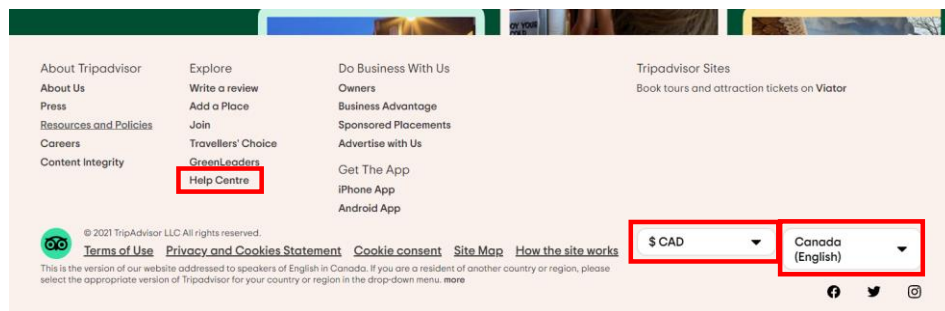 OY YOUR
About Tripadvisor
About Us
Press
Resources and Policies
Careers
Content Integrity
Explore
Write a review
Add a Place
Join
Travellers' Choice
GreenLeaders
Help Centre
Do Business With Us
Owners
Business Advantage
Sponsored Placements
Advertise with Us
Get The App
iPhone App
Android App
Tripadvisor Sites
Book tours and attraction tickets on Viator
© 2021 TripAdvisor LLC All rights reserved.
Terms of Use Privacy and Cookies Statement Cookie consent Site Map How the site works
This is the version of our website addressed to speakers of English in Canada. If you are a resident of another country or region, please
select the appropriate version of Tripadvisor for your country or region in the drop-down menu. more
$ CAD
Canada
(English)